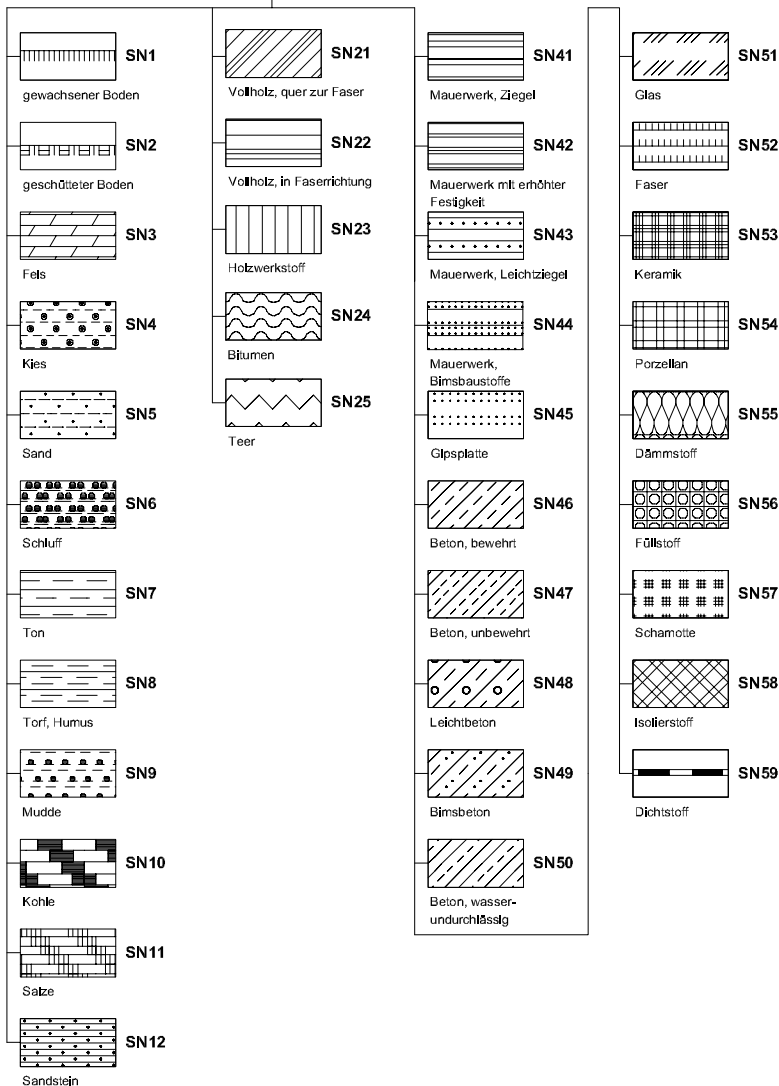 SN1
gewachsener Boden
SN2
geschütteter Boden
SN3
Fels
SN4
Kies
SN5
Sand
SN6
Schluff
SN7
Ton
SN8
Torf, Humus
SN9
Mudde
SN10
Kohle
SN11
Salze
SN12
Sandstein
SN21
Vollholz, quer zur Faser
SN22
Vollholz, in Faserrichtung
SN23
Holzwerkstoff
SN24
Bitumen
SN25
Teer
SN41
Mauerwerk, Ziegel
SN42
Mauerwerk mit erhöhter
Festigkeit
SN43
Mauerwerk, Leichtziegel
SN44
Mauerwerk,
Bimsbaustoffe
SN45
Gipsplatte
SN46
Beton, bewehrt
SN47
Beton, unbewehrt
SN48
Leichtbeton
SN49
Bimsbeton
SN50
Beton, wasser-
undurchlässig
SN51
Glas
SN52
Faser
SN53
Keramik
SN54
Porzellan
SN55
Dämmstoff
SN56
Füllstoff
SN57
Schamotte
SN58
Isolierstoff
SN59
Dichtstoff